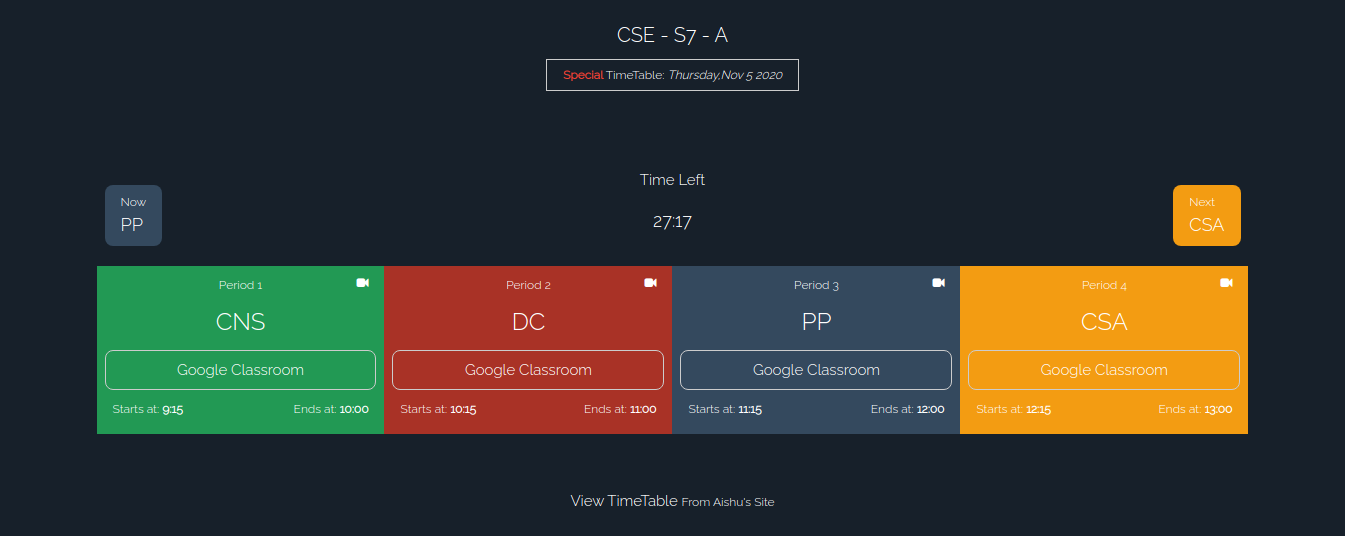 CSE - S7 - A
Special TimeTable: Thursday,Nov 5 2020
Time Left
Now
PP
27:17
Next
CSA
Period 1
CNS
Google Classroom
Starts at: 9:15 Ends at: 10:00
Period 2
DC
Google Classroom
Starts at: 10:15 Ends at: 11:00
Period 3
PP
Google Classroom
Starts at: 11:15 Ends at: 12:00
Period 4
CSA
Google Classroom
Starts at: 12:15 Ends at: 13:00
View TimeTable From Aishu's Site